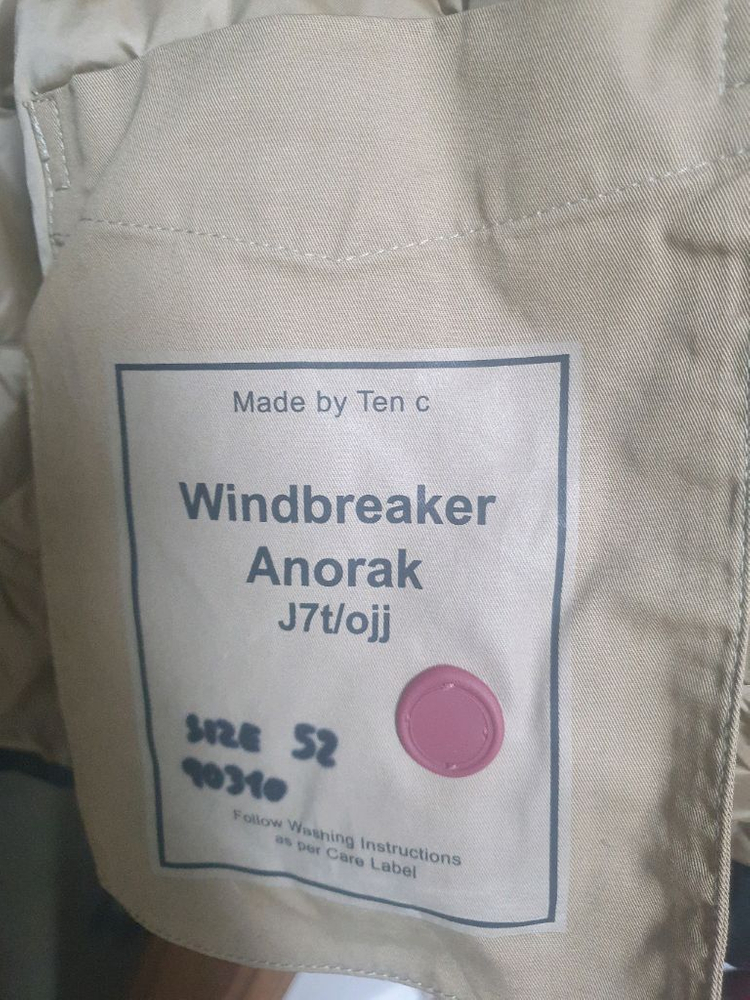 Made by Ten c
Windbreaker
Anorak
J7t/ojj
SIZE 52
90310
Follow Washing Instructions
as per Care Label